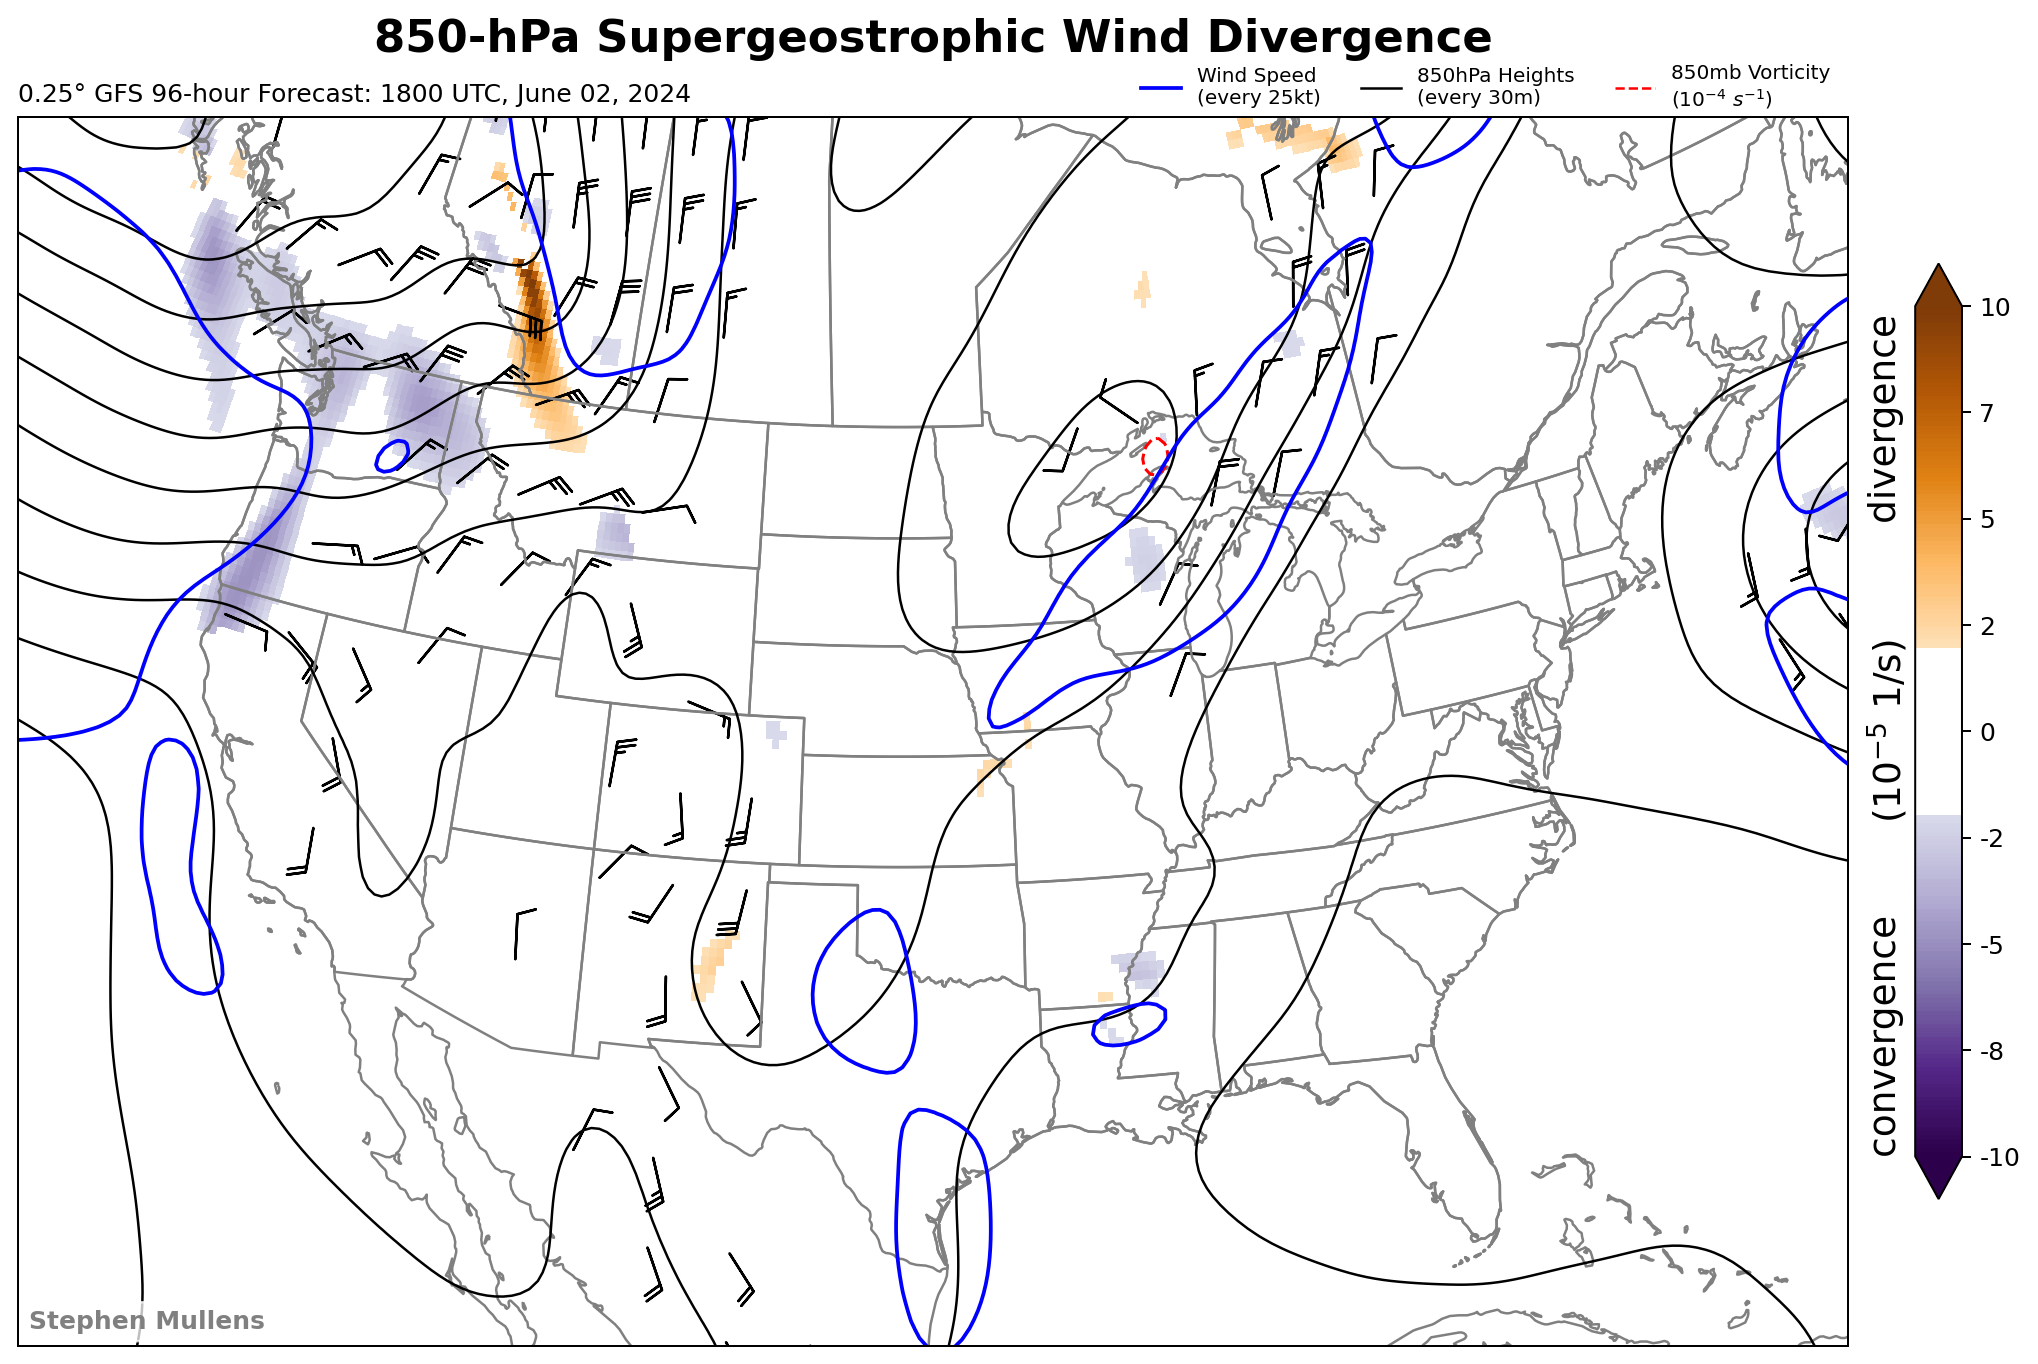 850-hPa Supergeostrophic Wind Divergence
0.25° GFS 96-hour Forecast: 1800 UTC, June 02, 2024
Wind Speed
(every 25kt)
850hPa Heights
(every 30m)
850mb Vorticity
(10⁻⁴ s⁻¹)
10
7
5
2
0
-2
-5
-8
-10
convergence (10⁻⁵ 1/s) divergence
Stephen Mullens